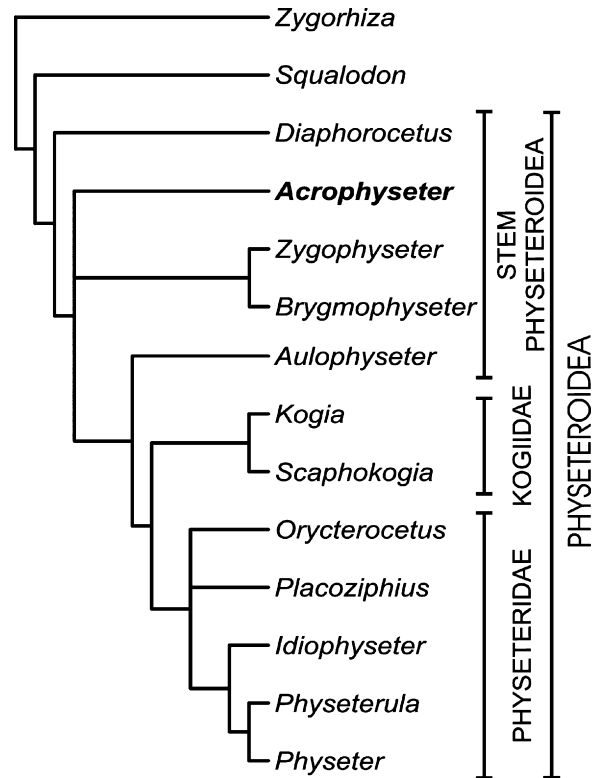 Zygorhiza
Squalodon
Diaphorocetus
Acrophyseter
Zygophyseter
Brygmophyseter
Aulophyseter
Kogia
Scaphokogia
Orycterocetus
Placoziphius
Idiophyseter
Physeterula
Physeter
STEM
PHYSETEROIDEA
KOGIIDAE
PHYSETERIDAE
PHYSETEROIDEA